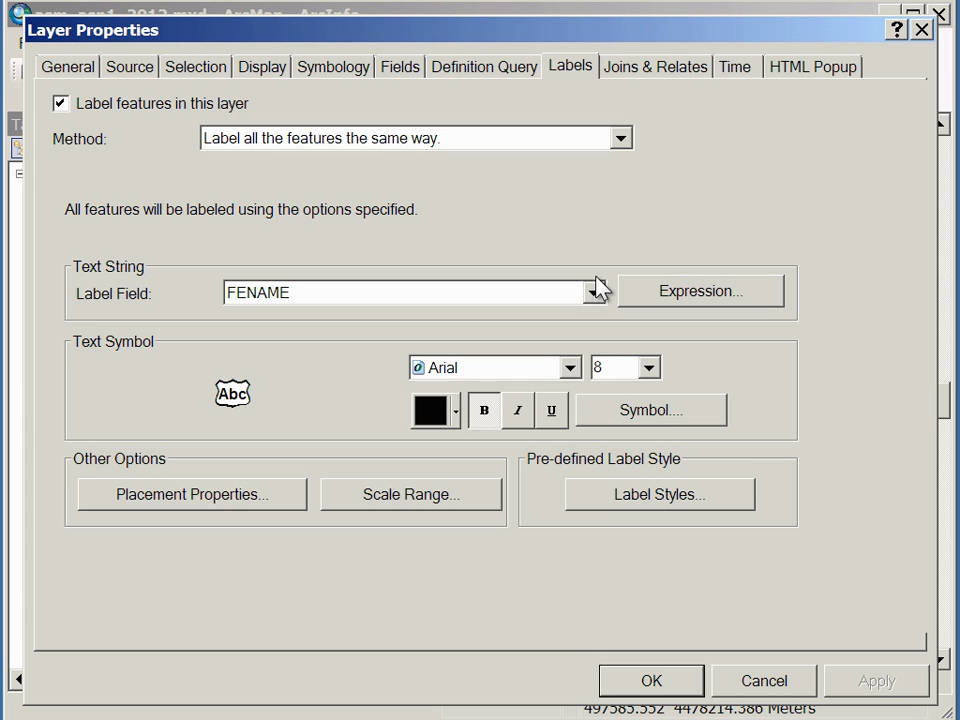 Layer Properties
General Source Selection Display Symbology Fields Definition Query Labels Joins & Relates Time HTML Popup
Label features in this layer
Method: Label all the features the same way.
All features will be labeled using the options specified.
Text String
Label Field: FENAME Expression...
Text Symbol
Arial 8
Abc
B I U Symbol....
Other Options Pre-defined Label Style
Placement Properties... Scale Range... Label Styles...
OK Cancel Apply
497585.552 4478214.386 Meters